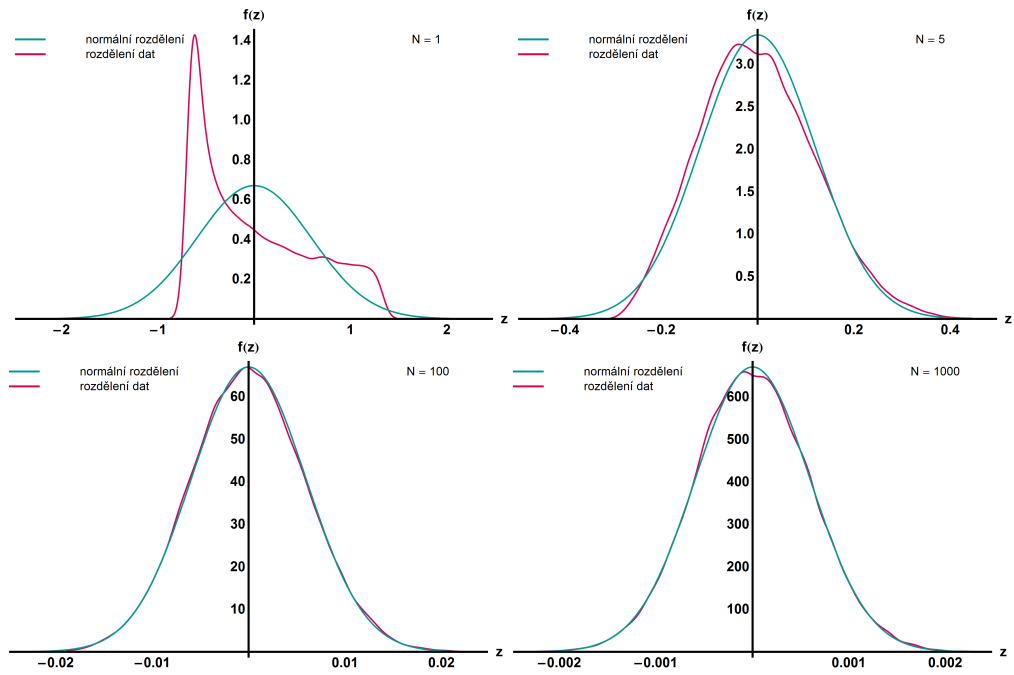 f(z)
normální rozdělení
rozdělení dat
N = 1
1.4
1.2
1.0
0.8
0.6
0.4
0.2
−2 −1 1 2 z
f(z)
normální rozdělení
rozdělení dat
N = 5
3.0
2.5
2.0
1.5
1.0
0.5
−0.4 −0.2 0.2 0.4 z
f(z)
normální rozdělení
rozdělení dat
N = 100
60
50
40
30
20
10
−0.02 −0.01 0.01 0.02 z
f(z)
normální rozdělení
rozdělení dat
N = 1000
600
500
400
300
200
100
−0.002 −0.001 0.001 0.002 z